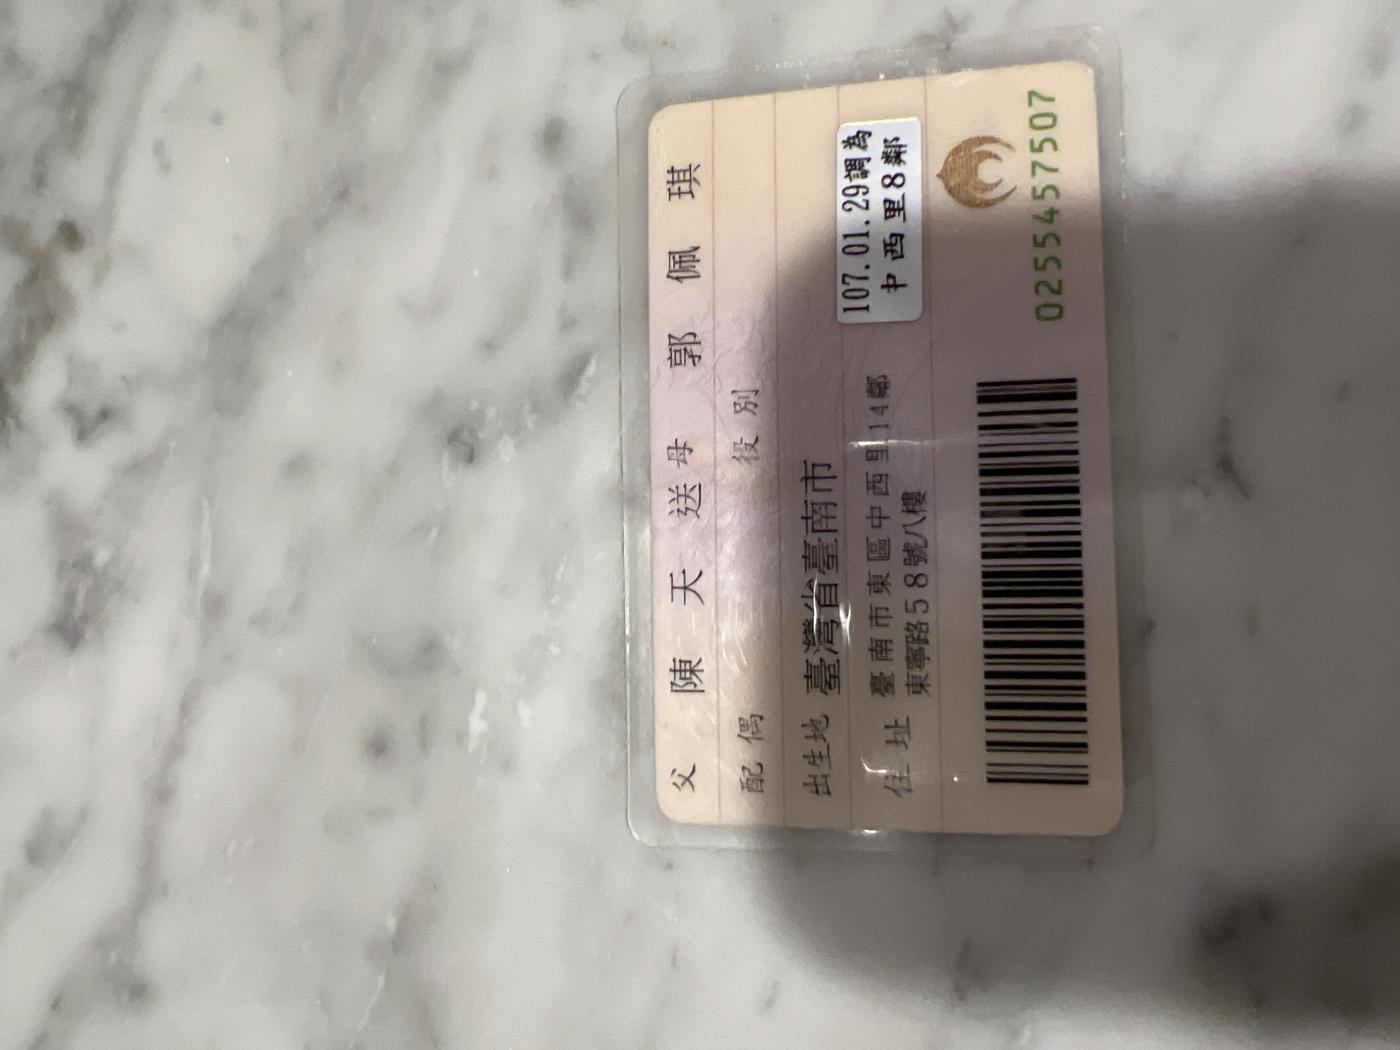 父 陳天送 母 郭佩琪
配偶 役別
出生地 臺灣省臺南市
住址 臺南市東區中西里14鄰
東寧路58號八樓
107.01.29調為
中西里8鄰
0255457507